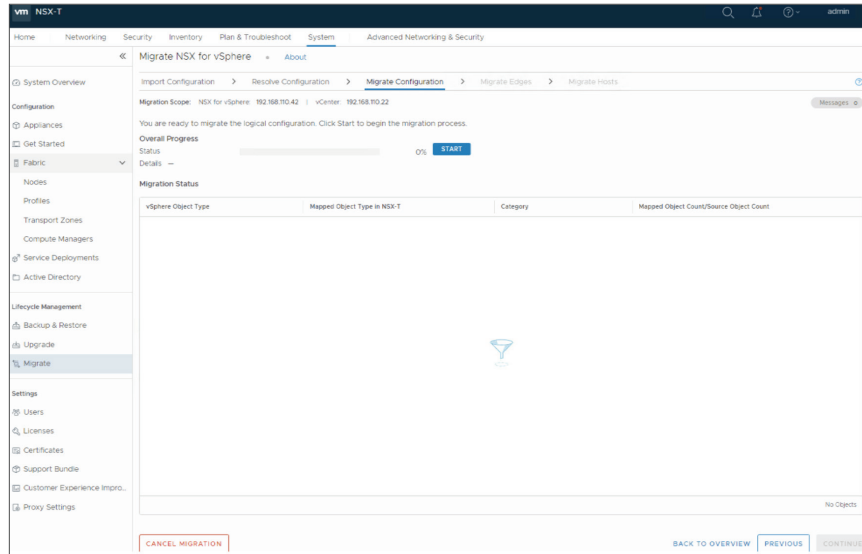 vm NSX-T admin
Home Networking Security Inventory Plan & Troubleshoot System Advanced Networking & Security
«
System Overview
Configuration
Appliances
Get Started
Fabric
Nodes
Profiles
Transport Zones
Compute Managers
Service Deployments
Active Directory
Lifecycle Management
Backup & Restore
Upgrade
Migrate
Settings
Users
Licenses
Certificates
Support Bundle
Customer Experience Impro...
Proxy Settings
Migrate NSX for vSphere About
Import Configuration > Resolve Configuration > Migrate Configuration > Migrate Edges > Migrate Hosts
Migration Scope: NSX for vSphere 192.168.110.42 | vCenter 192.168.110.22 Messages 0
You are ready to migrate the logical configuration. Click Start to begin the migration process.
Overall Progress
Status 0% START
Details —
Migration Status
vSphere Object Type Mapped Object Type in NSX-T Category Mapped Object Count/Source Object Count
No Objects
CANCEL MIGRATION BACK TO OVERVIEW PREVIOUS CONTINUE